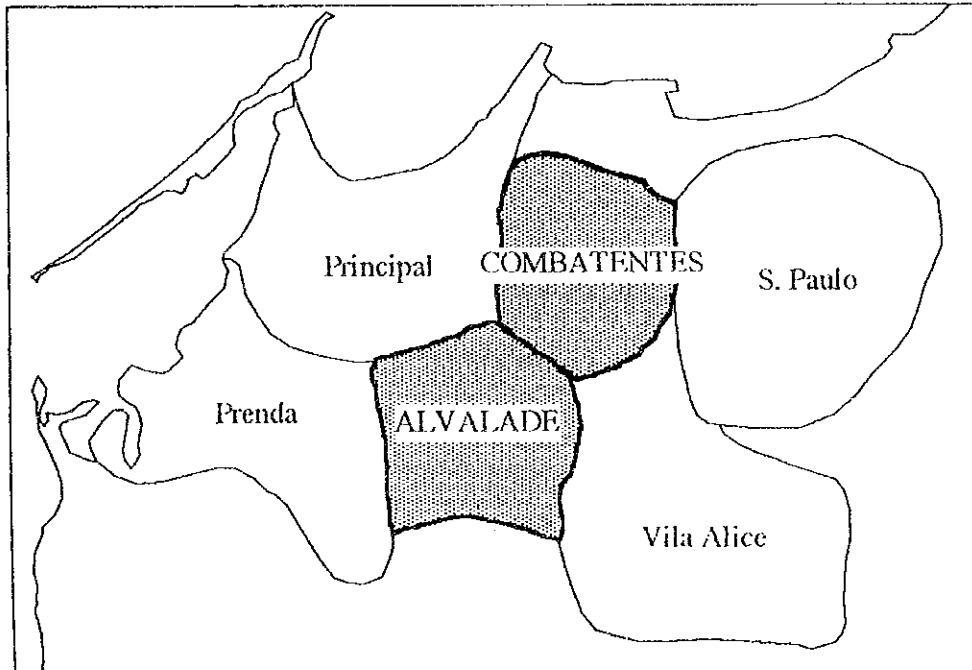 Principal
COMBATENTES
S. Paulo
Prenda
ALVALADE
Vila Alice